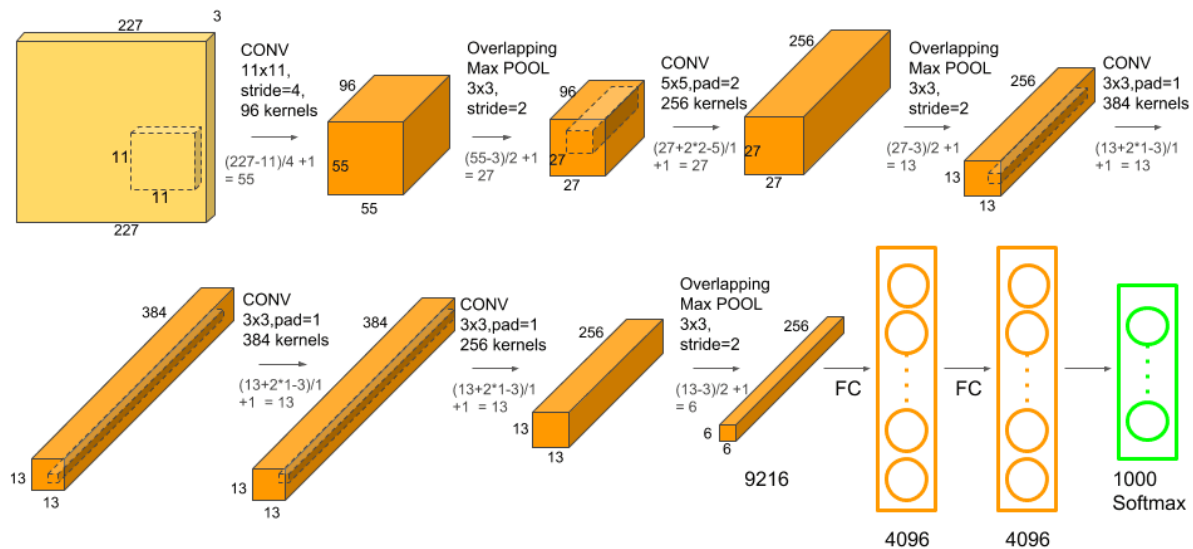 227
3
11
11
227
CONV
11x11,
stride=4,
96 kernels
(227-11)/4 +1
= 55
96
55
55
Overlapping
Max POOL
3x3,
stride=2
(55-3)/2 +1
= 27
96
27
27
CONV
5x5,pad=2
256 kernels
(27+2*2-5)/1
+1 = 27
256
27
27
Overlapping
Max POOL
3x3,
stride=2
(27-3)/2 +1
= 13
256
13
13
CONV
3x3,pad=1
384 kernels
(13+2*1-3)/1
+1 = 13
384
13
13
CONV
3x3,pad=1
384 kernels
(13+2*1-3)/1
+1 = 13
384
13
13
CONV
3x3,pad=1
256 kernels
(13+2*1-3)/1
+1 = 13
256
13
13
Overlapping
Max POOL
3x3,
stride=2
(13-3)/2 +1
= 6
256
6
6
9216
FC
4096
FC
4096
1000
Softmax